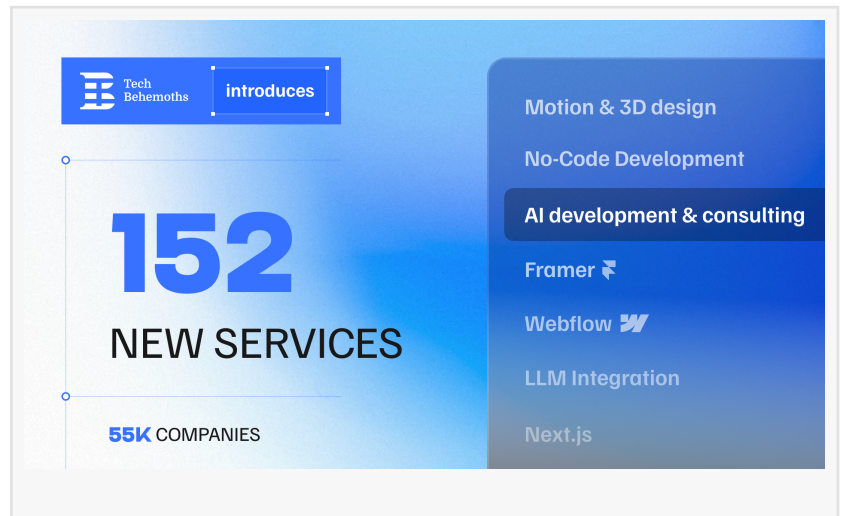 Tech
Behemoths
introduces
152
NEW SERVICES
55K COMPANIES
Motion & 3D design
No-Code Development
AI development & consulting
Framer
Webflow
LLM Integration
Next.js